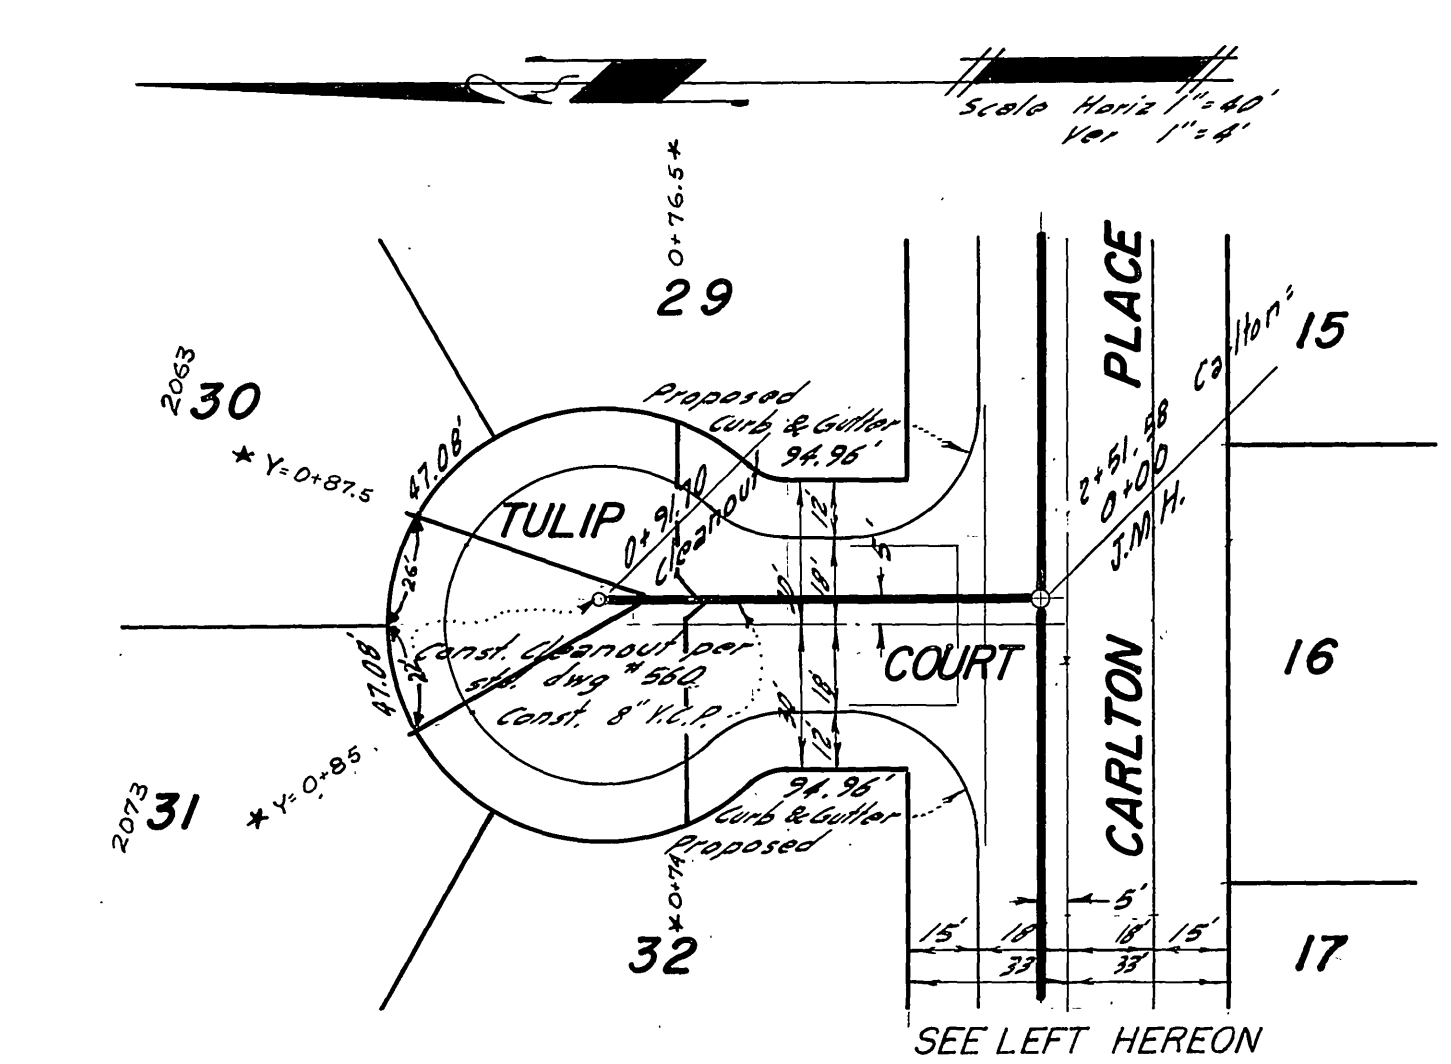 Scale Horiz 1"=40'
Ver 1"=4'
0+76.5*
29
PLACE
Carlton"
15
2063
30
* Y=0+87.5
47.08'
Proposed
Curb & Gutter
94.96'
TULIP
0+91.70
Cleanout
2+51.58
0+00
J.M.H.
12'
18'
30'
5'
26'
22'
47.08'
Const. Cleanout per
std. dwg #560
Const. 8" V.C.P.
COURT
16
CARLTON
18'
30'
12'
94.96'
Curb & Gutter
Proposed
2073
31
* Y=0+85
*0+74
32
5'
15' 18' 18' 15'
33' 33'
17
SEE LEFT HEREON